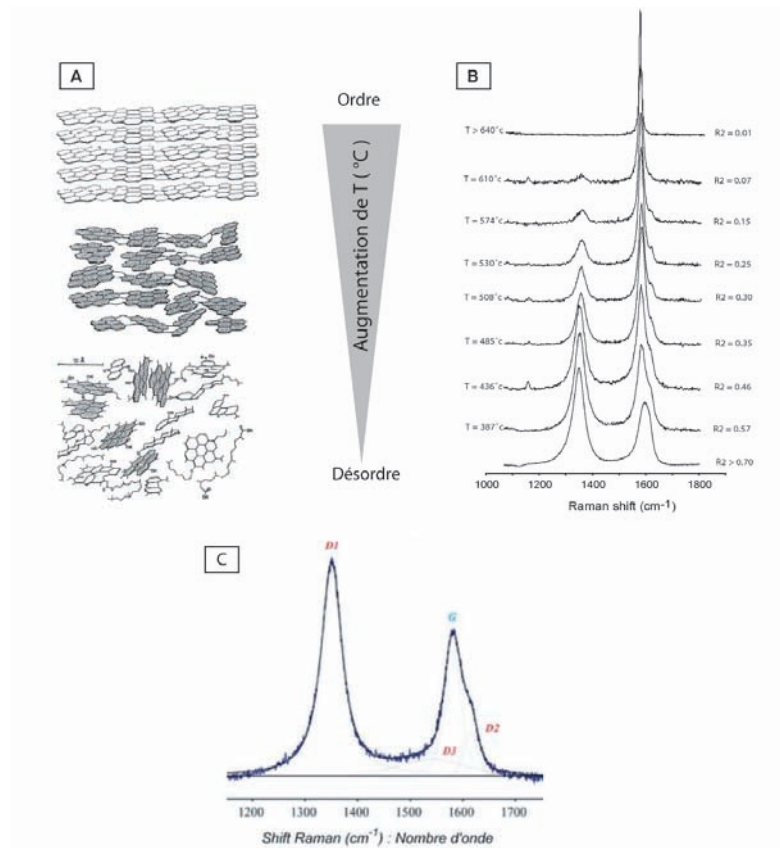 A
Ordre
Augmentation de T ( °C)
Désordre
B
T > 640°c
R2 = 0.01
T = 610°c
R2 = 0.07
T = 574°c
R2 = 0.15
T = 530°c
R2 = 0.25
T = 508°c
R2 = 0.30
T = 485°c
R2 = 0.35
T = 436°c
R2 = 0.46
T = 387°c
R2 = 0.57
R2 > 0.70
1000 1200 1400 1600 1800
Raman shift (cm-1)
C
D1
G
D2
D3
1200 1300 1400 1500 1600 1700
Shift Raman (cm-1) : Nombre d'onde